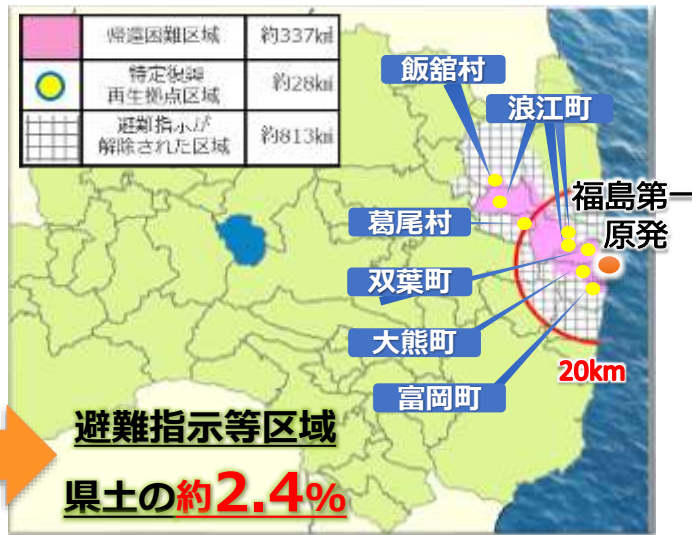 帰還困難区域 約337㎢
特定復興
再生拠点区域 約28㎢
避難指示が
解除された区域 約813㎢
飯舘村
浪江町
福島第一
原発
葛尾村
双葉町
大熊町
20km
富岡町
避難指示等区域
県土の約2.4%